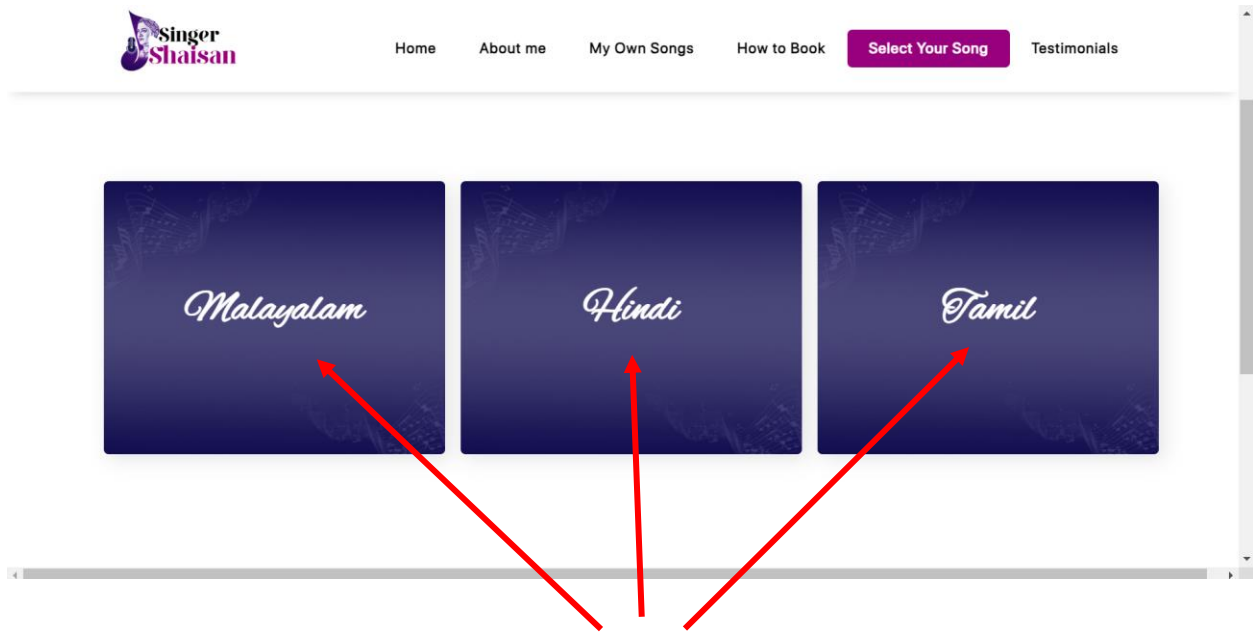 Singer
Shaisan
Home About me My Own Songs How to Book Select Your Song Testimonials
Malayalam Hindi Tamil